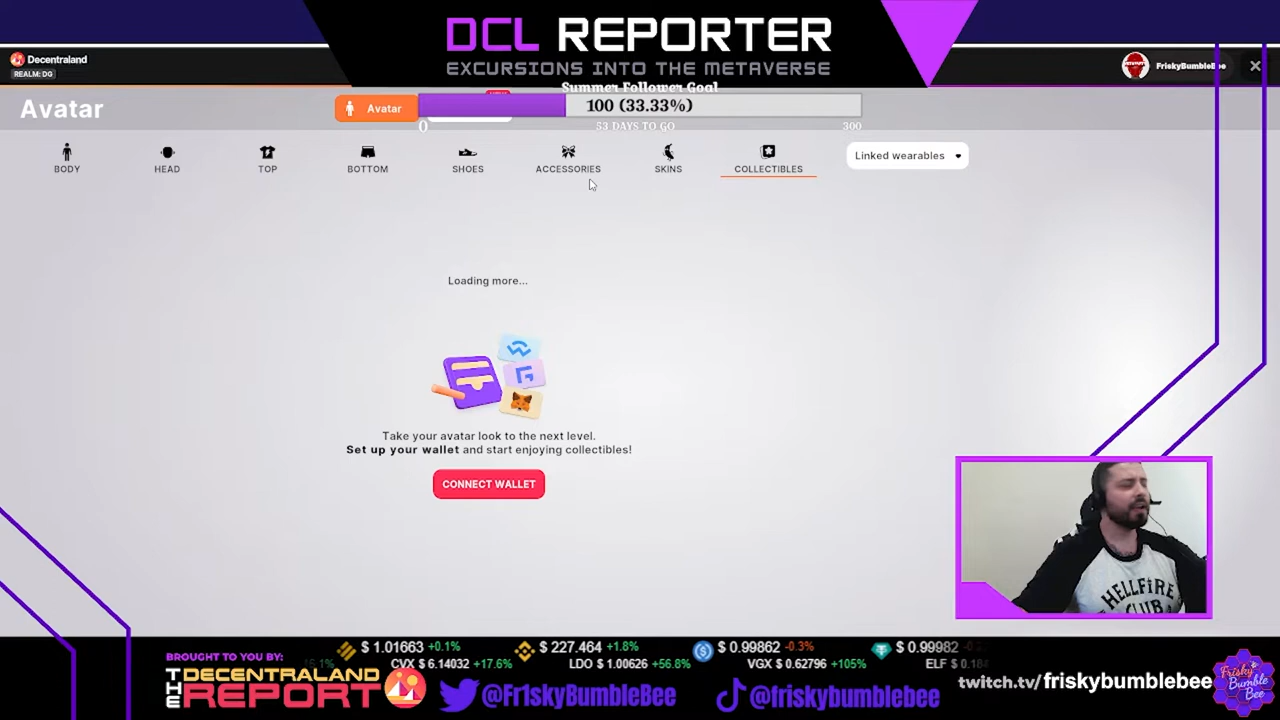 DCL REPORTER
EXCURSIONS INTO THE METAVERSE
Decentraland
REALM: DG
FriskyBumbleBee
Summer Follower Goal
Avatar
Avatar
100 (33.33%)
0
53 DAYS TO GO
300
BODY
HEAD
TOP
BOTTOM
SHOES
ACCESSORIES
SKINS
COLLECTIBLES
Linked wearables
Loading more...
Take your avatar look to the next level.
Set up your wallet and start enjoying collectibles!
CONNECT WALLET
HELLFIRE
CLUB
BROUGHT TO YOU BY:
THE DECENTRALAND
REPORT
$ 1.01663 +0.1%
$ 227.464 +1.8%
$ 0.99862 -0.3%
$ 0.99982
CVX $ 6.14032 +17.6%
LDO $ 1.00626 +56.8%
VGX $ 0.62796 +105%
ELF
@Fr1skyBumbleBee
@fr1skybumblebee
twitch.tv/friskybumblebee
Frisky
Bumble
Bee